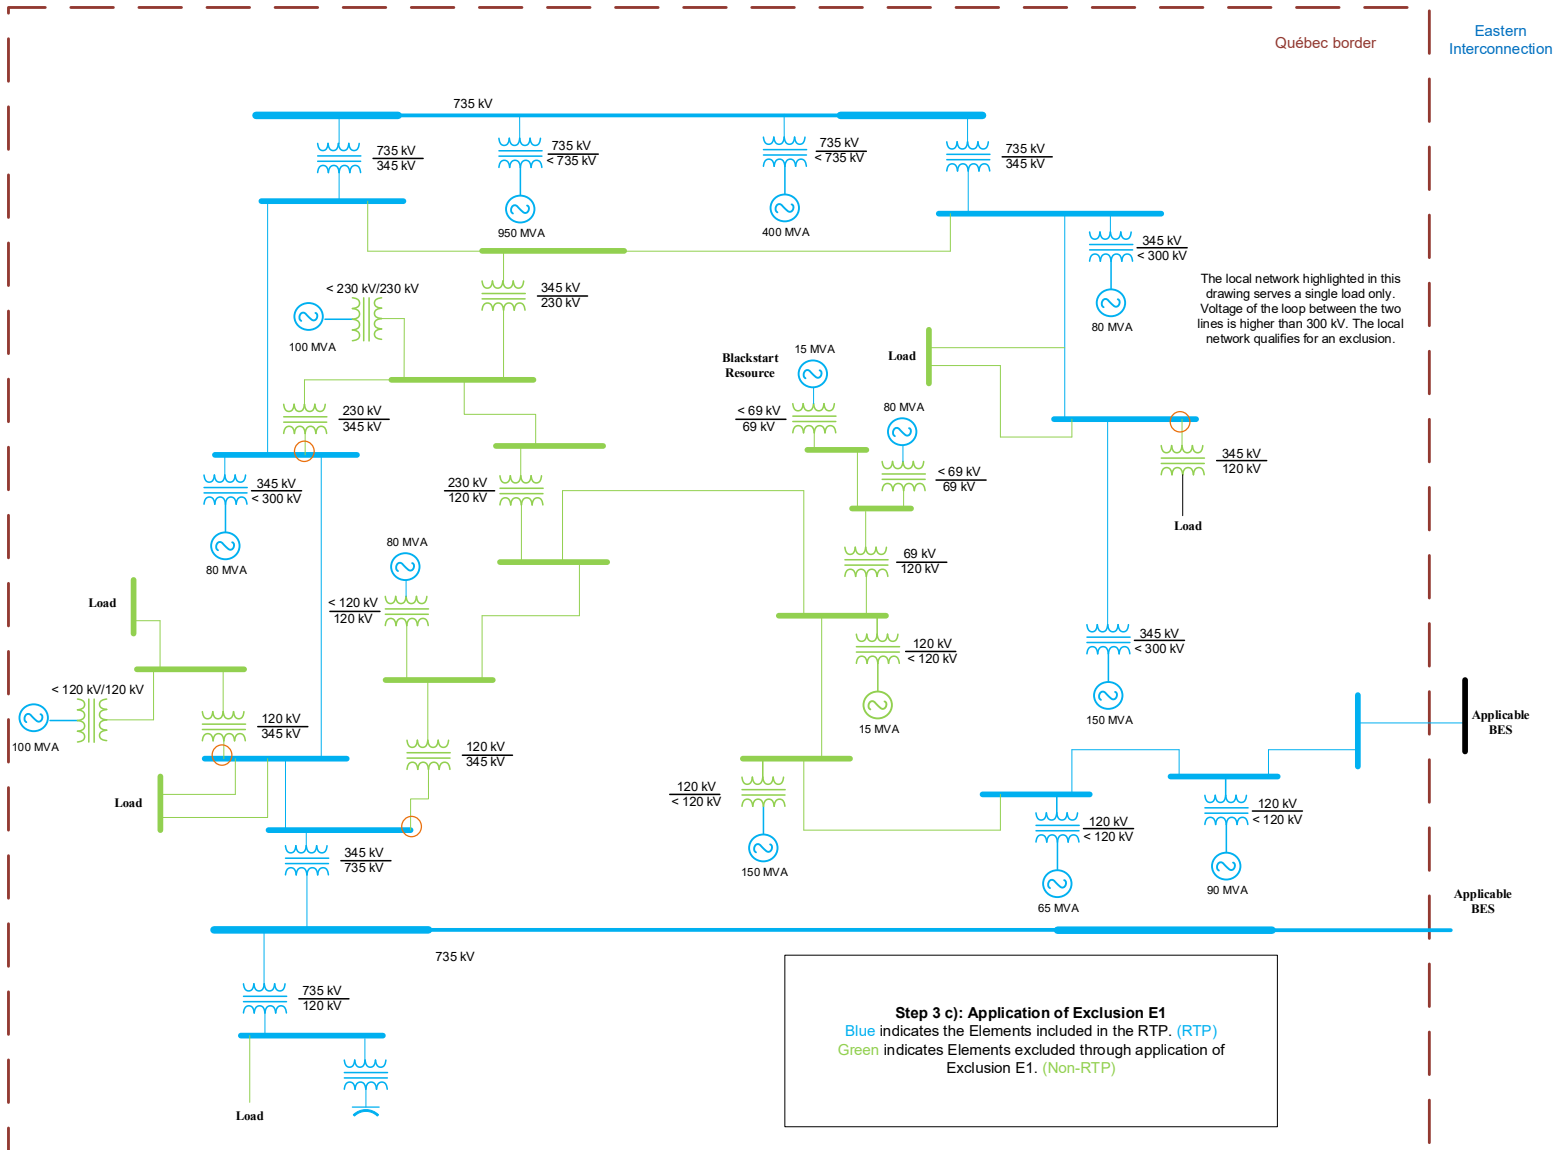 Québec border
Eastern
Interconnection
735 kV
735 kV
345 kV
735 kV
< 735 kV
735 kV
< 735 kV
735 kV
345 kV
950 MVA
400 MVA
345 kV
< 300 kV
80 MVA
The local network highlighted in this
drawing serves a single load only.
Voltage of the loop between the two
lines is higher than 300 kV. The local
network qualifies for an exclusion.
< 230 kV/230 kV
345 kV
230 kV
100 MVA
Blackstart
Resource
15 MVA
Load
< 69 kV
69 kV
80 MVA
230 kV
345 kV
345 kV
120 kV
Load
345 kV
< 300 kV
230 kV
120 kV
< 69 kV
69 kV
80 MVA
80 MVA
69 kV
120 kV
Load
< 120 kV
120 kV
120 kV
< 120 kV
345 kV
< 300 kV
< 120 kV/120 kV
100 MVA
120 kV
345 kV
15 MVA
150 MVA
Applicable
BES
120 kV
345 kV
Load
120 kV
< 120 kV
120 kV
< 120 kV
120 kV
< 120 kV
345 kV
735 kV
150 MVA
65 MVA
90 MVA
Applicable
BES
735 kV
735 kV
120 kV
Load
Step 3 c): Application of Exclusion E1
Blue indicates the Elements included in the RTP. (RTP)
Green indicates Elements excluded through application of
Exclusion E1. (Non-RTP)